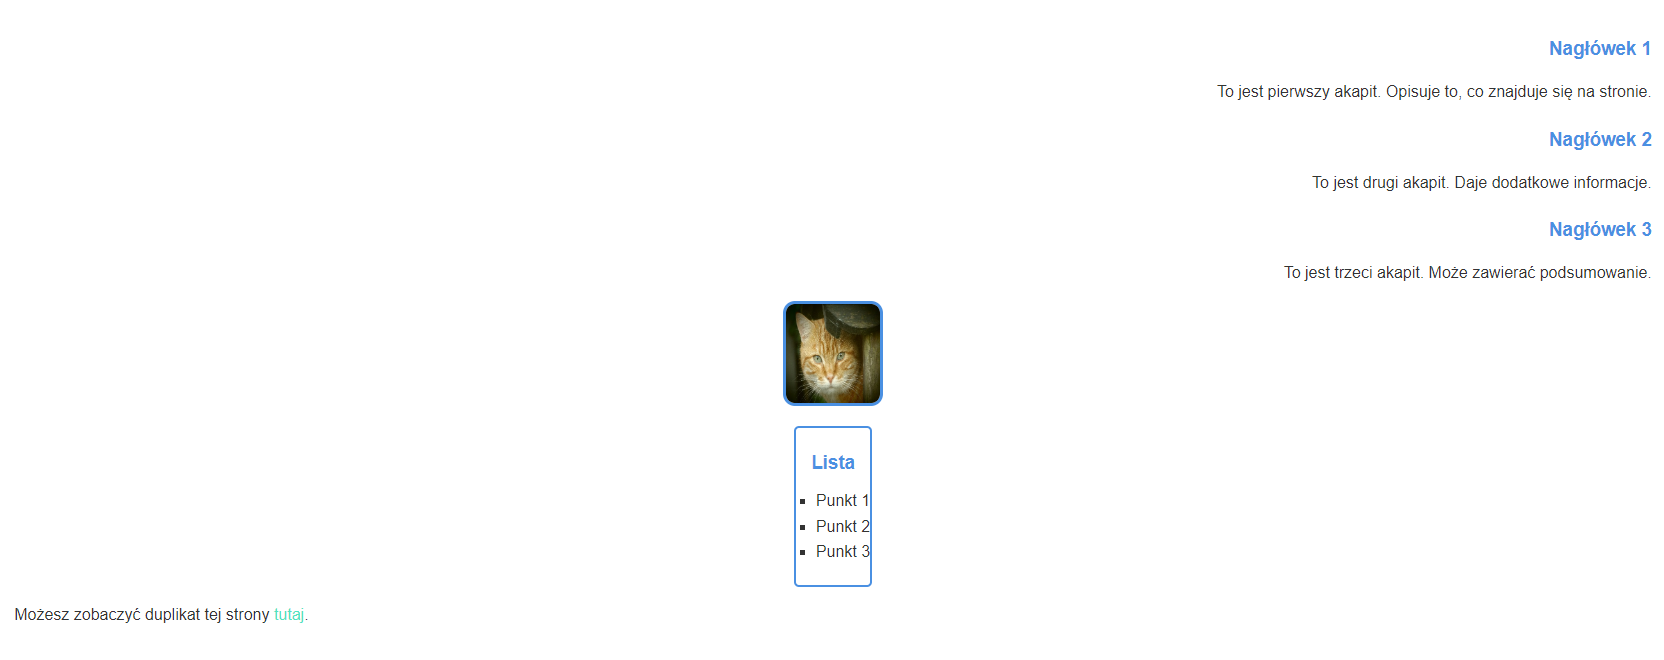 Nagłówek 1
To jest pierwszy akapit. Opisuje to, co znajduje się na stronie.
Nagłówek 2
To jest drugi akapit. Daje dodatkowe informacje.
Nagłówek 3
To jest trzeci akapit. Może zawierać podsumowanie.
Lista
Punkt 1
Punkt 2
Punkt 3
Możesz zobaczyć duplikat tej strony tutaj.